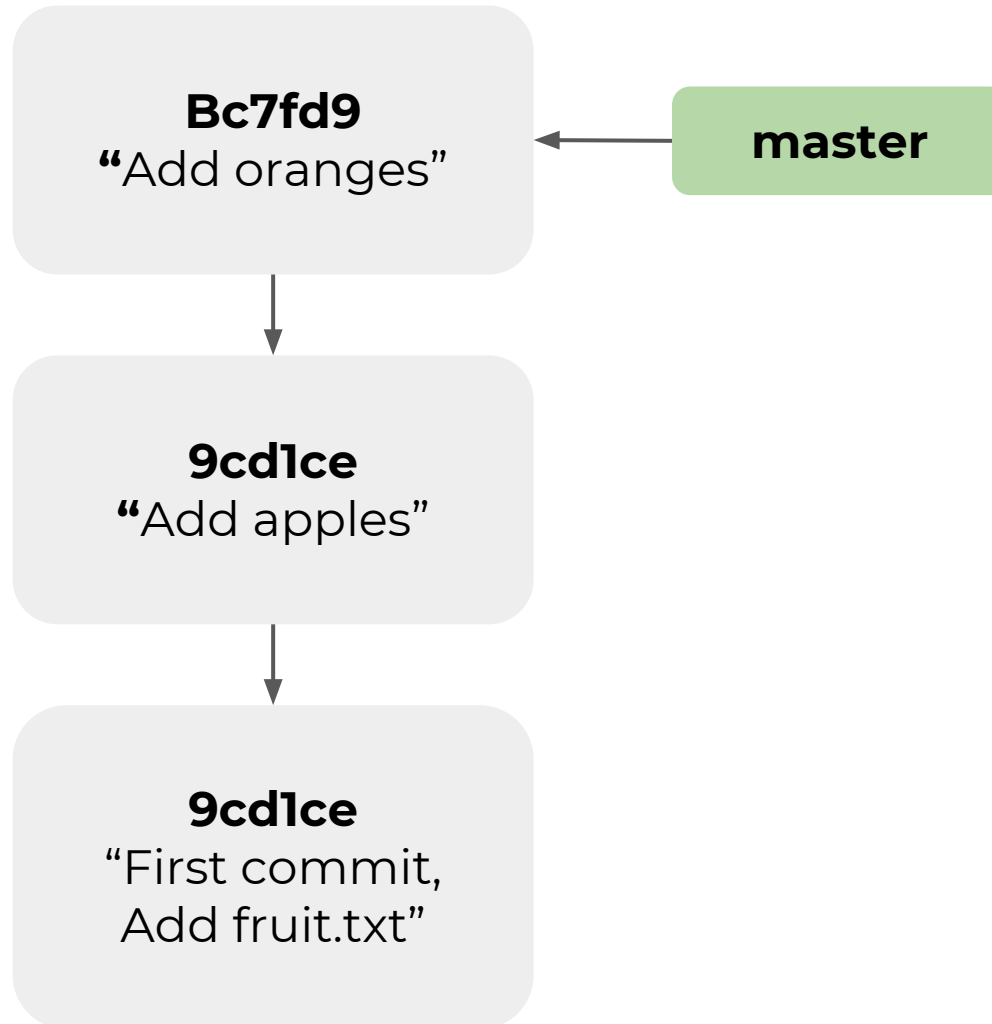 Bc7fd9
“Add oranges”
master
9cd1ce
“Add apples”
9cd1ce
“First commit,
Add fruit.txt”